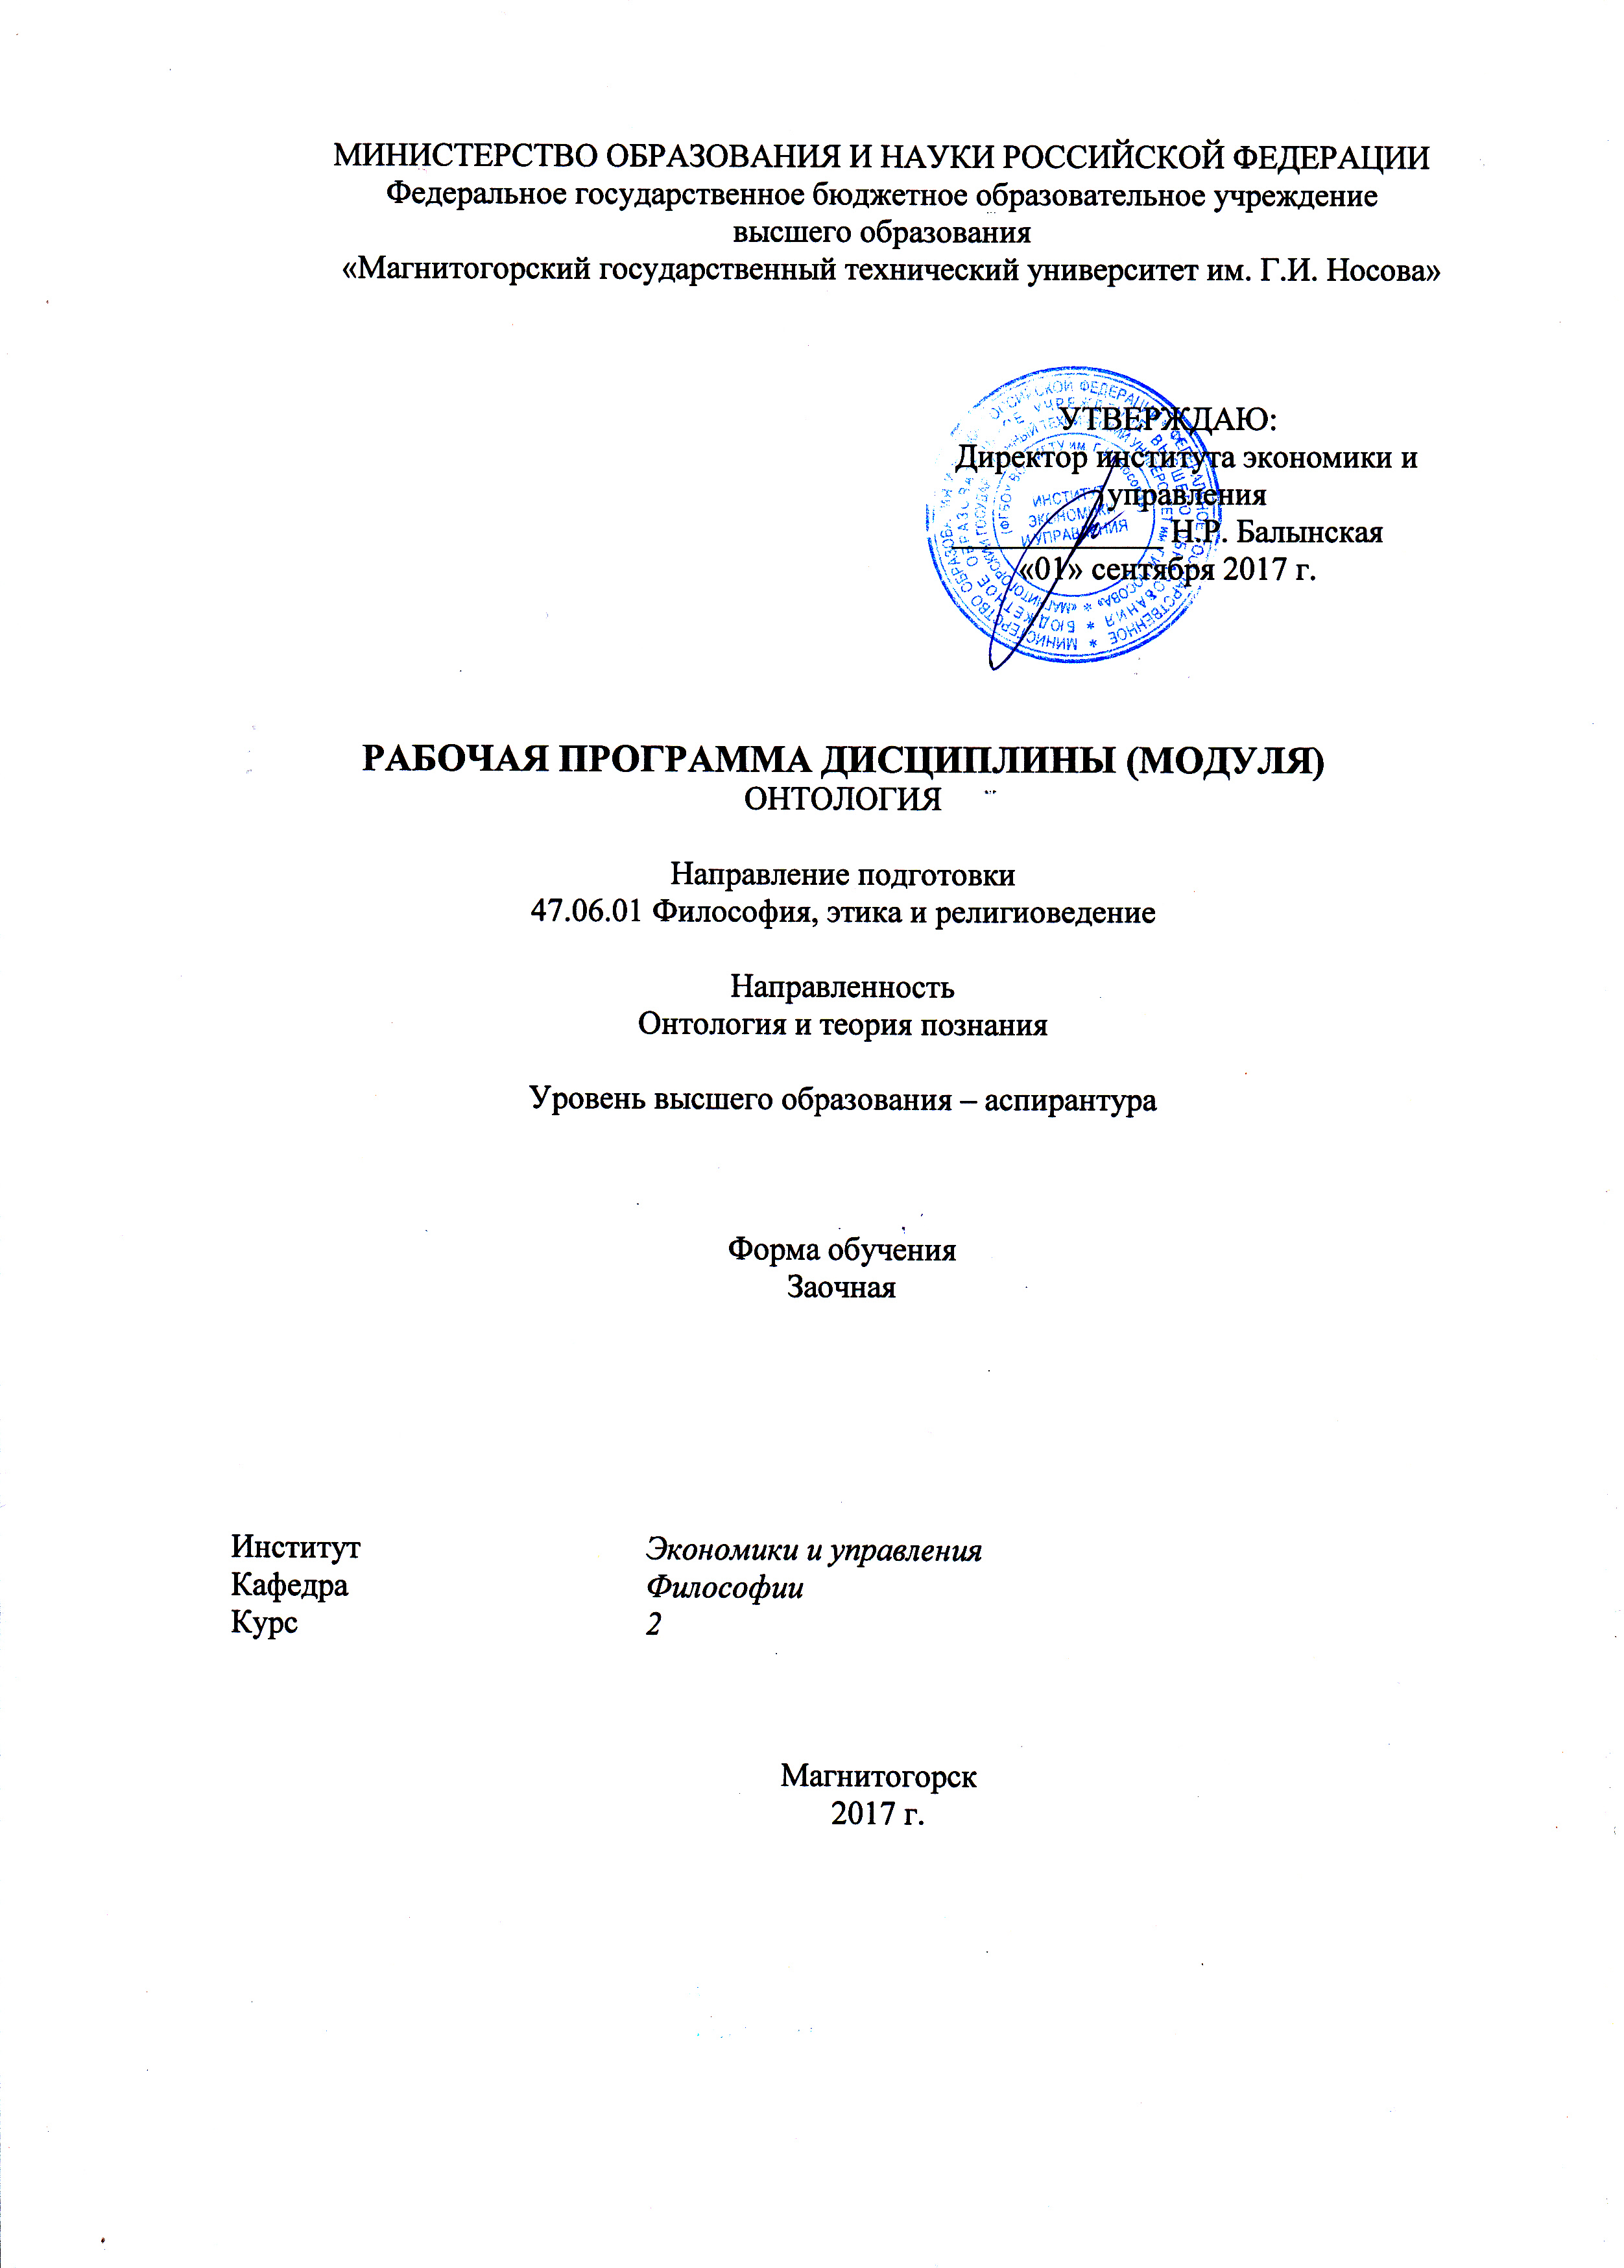 МИНИСТЕРСТВО ОБРАЗОВАНИЯ И НАУКИ РОССИЙСКОЙ ФЕДЕРАЦИИ
Федеральное государственное бюджетное образовательное учреждение
высшего образования
«Магнитогорский государственный технический университет им. Г.И. Носова»
УТВЕРЖДАЮ:
Директор института экономики и
управления
Н.Р. Балынская
«01» сентября 2017 г.
ИНСТИТУТ
ЭКОНОМИКИ
И УПРАВЛЕНИЯ
РАБОЧАЯ ПРОГРАММА ДИСЦИПЛИНЫ (МОДУЛЯ)
ОНТОЛОГИЯ
Направление подготовки
47.06.01 Философия, этика и религиоведение
Направленность
Онтология и теория познания
Уровень высшего образования – аспирантура
Форма обучения
Заочная
Институт Экономики и управления
Кафедра Философии
Курс 2
Магнитогорск
2017 г.